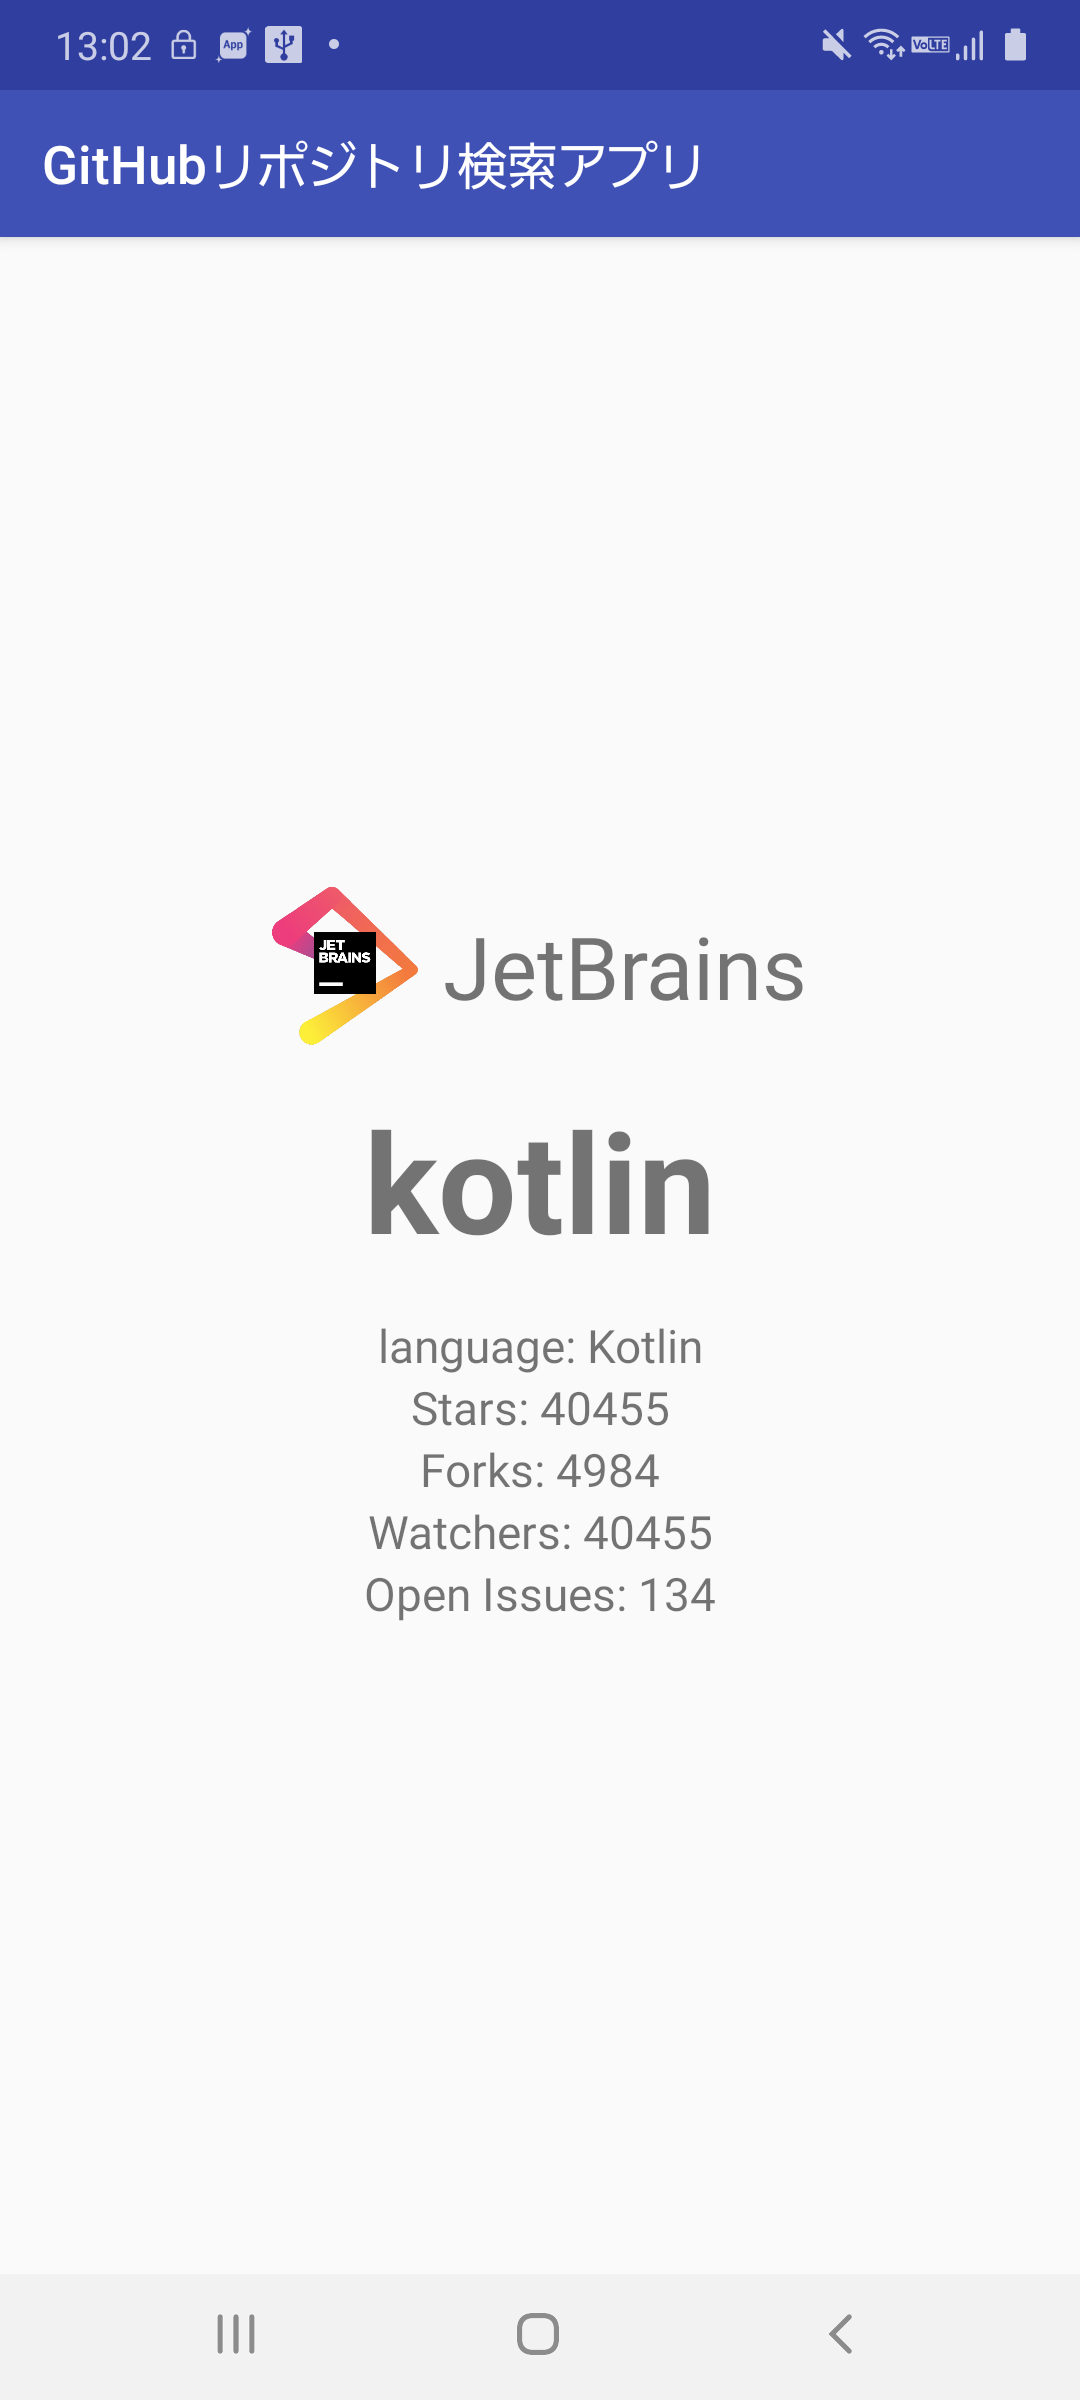 13:02 App VoLTE
GitHubリポジトリ検索アプリ
JET
BRAINS
JetBrains
kotlin
language: Kotlin
Stars: 40455
Forks: 4984
Watchers: 40455
Open Issues: 134